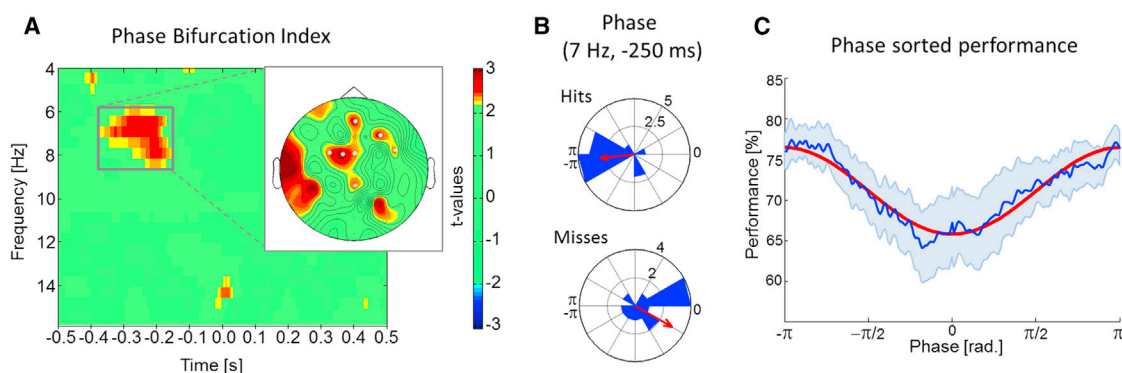 A
Phase Bifurcation Index
4
6
8
10
12
14
Frequency [Hz]
-0.5 -0.4 -0.3 -0.2 -0.1 0.0 0.1 0.2 0.3 0.4 0.5
Time [s]
3
2
1
0
-1
-2
-3
t-values
B
Phase
(7 Hz, -250 ms)
Hits
5
2.5
π
-π
0
Misses
4
2
π
-π
0
C
Phase sorted performance
85
80
75
70
65
60
Performance [%]
-π −π/2 0 π/2 π
Phase [rad.]